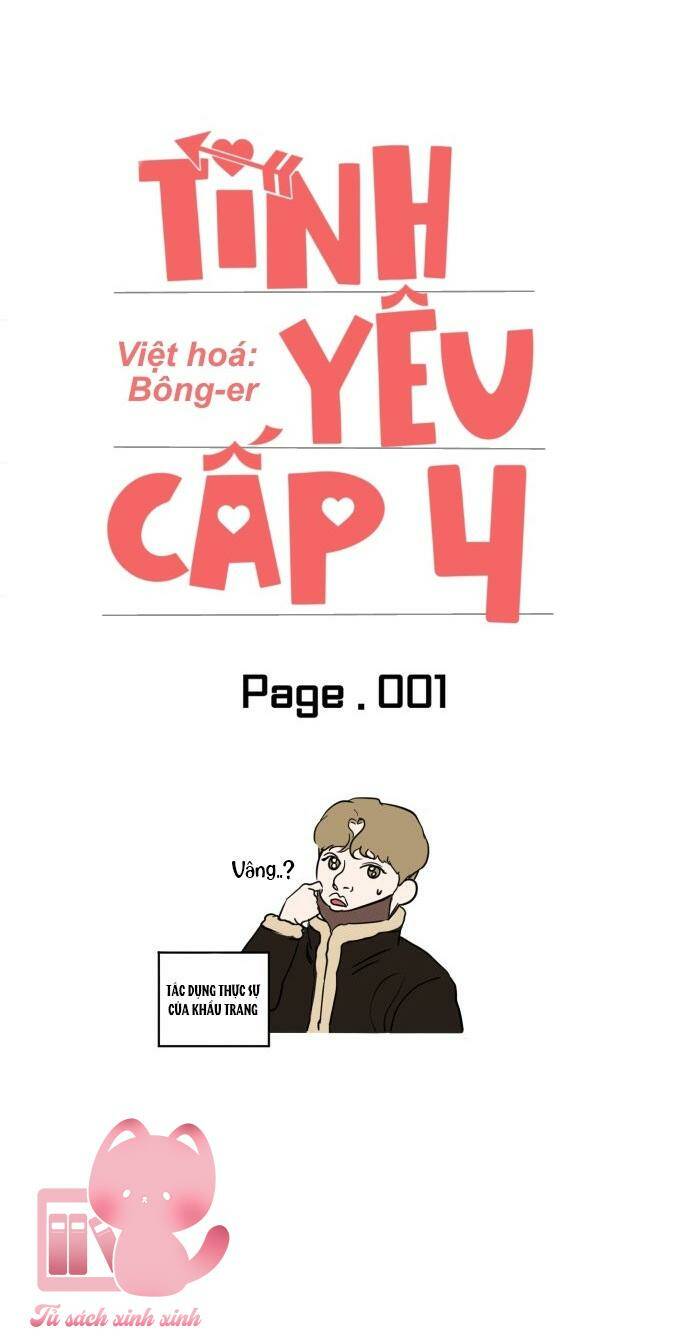 TÌNH
Việt hoá:
Bông-er
YÊU
CẤP 4
Page . 001
Vâng..?
TÁC DỤNG THỰC SỰ
CỦA KHẨU TRANG
Tủ sách xinh xinh